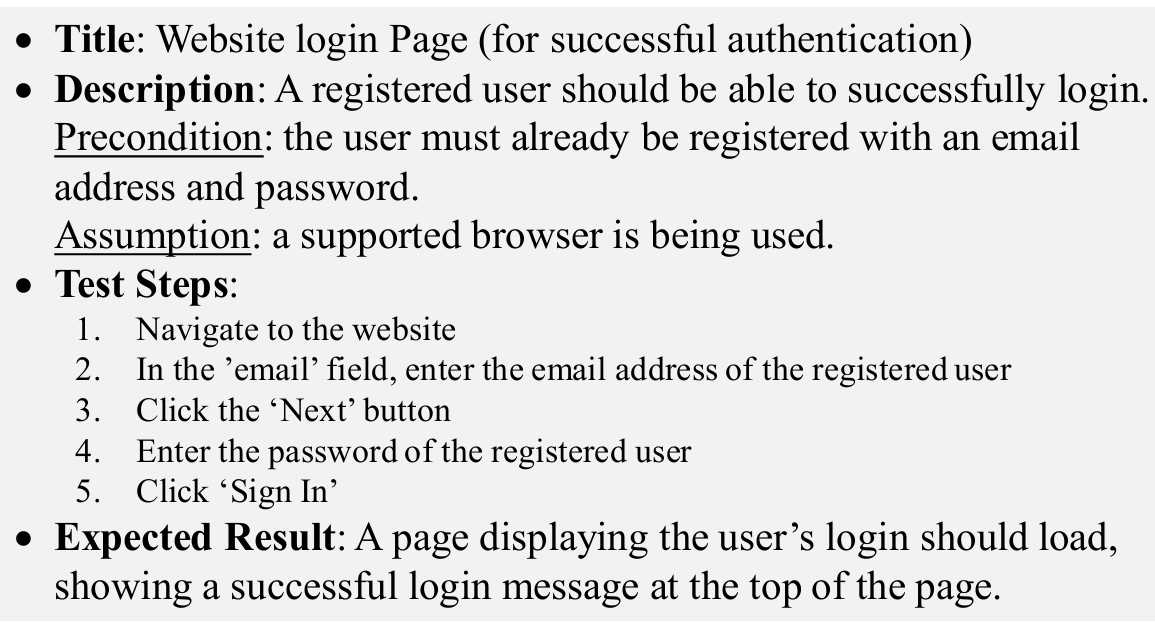 • Title: Website login Page (for successful authentication)
• Description: A registered user should be able to successfully login.
Precondition: the user must already be registered with an email
address and password.
Assumption: a supported browser is being used.
• Test Steps:
1. Navigate to the website
2. In the ’email’ field, enter the email address of the registered user
3. Click the ‘Next’ button
4. Enter the password of the registered user
5. Click ‘Sign In’
• Expected Result: A page displaying the user’s login should load,
showing a successful login message at the top of the page.